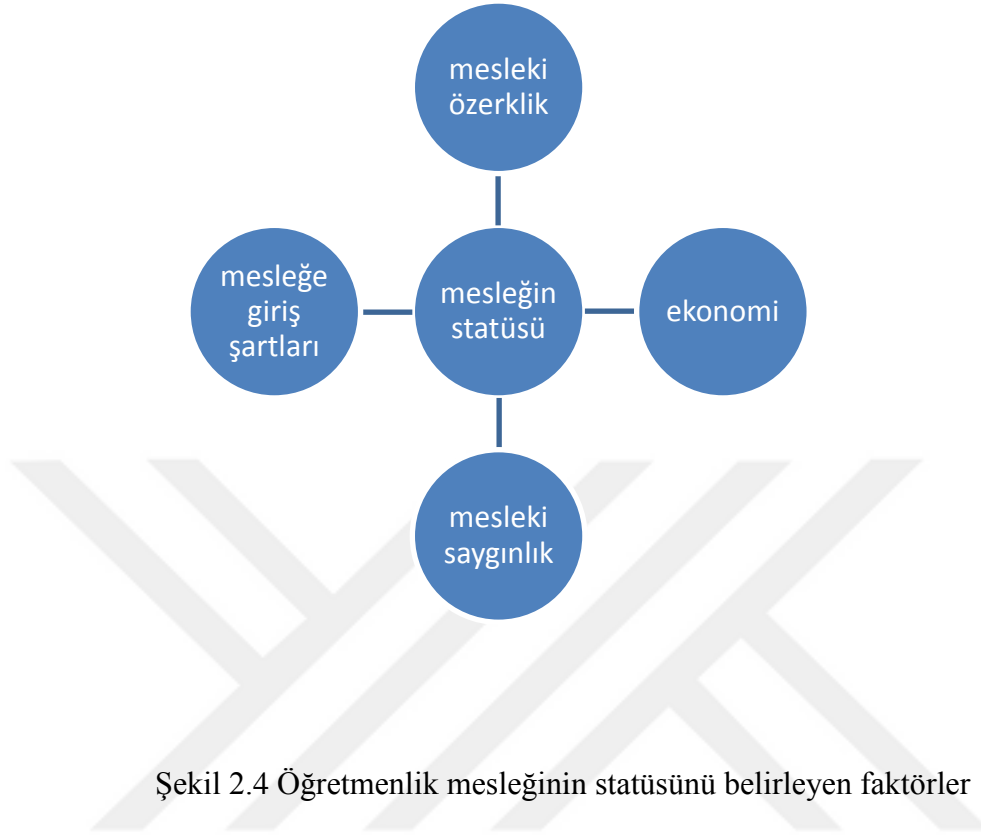 mesleki
özerklik
mesleğe
giriş
şartları
mesleğin
statüsü
ekonomi
mesleki
saygınlık
Şekil 2.4 Öğretmenlik mesleğinin statüsünü belirleyen faktörler